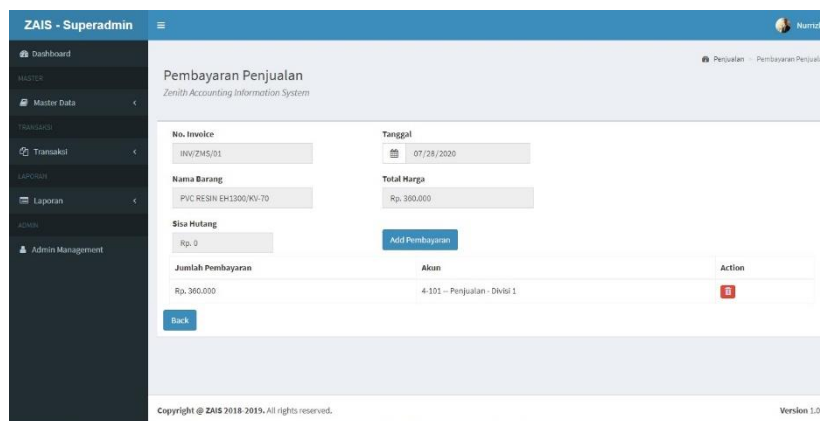 ZAIS - Superadmin
Dashboard
MASTER
Master Data
TRANSAKSI
Transaksi
LAPORAN
Laporan
ADMIN
Admin Management
Penjualan
Pembayaran Penjualan
Zenith Accounting Information System
No. Invoice
Tanggal
INV/ZMS/01
07/28/2020
Nama Barang
Total Harga
PVC RESIN EH1300/KV-70
Rp. 360.000
Sisa Hutang
Rp. 0
Add Pembayaran
Jumlah Pembayaran Akun Action
Rp. 360.000 4-101 -- Penjualan - Divisi 1
Back
Copyright @ ZAIS 2018-2019. All rights reserved.
Version 1.0